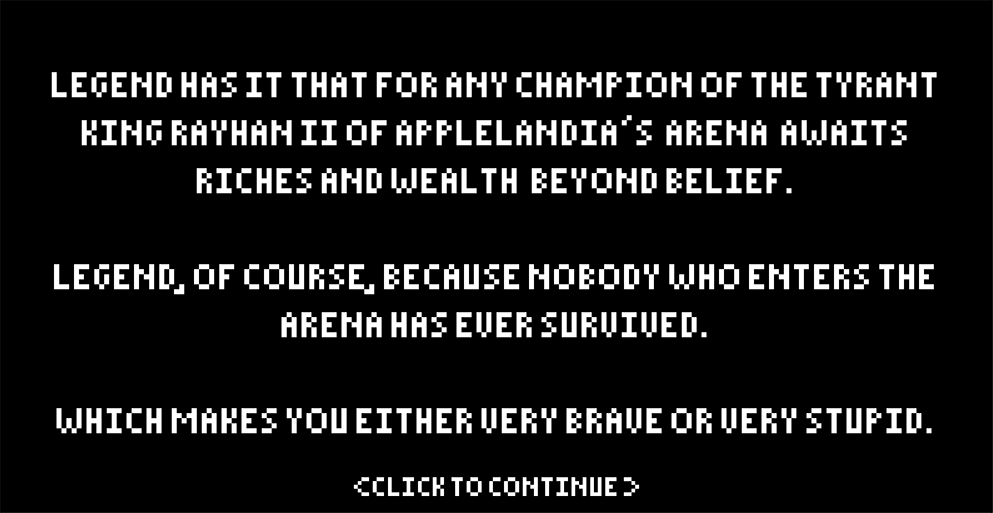 LEGEND HAS IT THAT FOR ANY CHAMPION OF THE TYRANT
KING RAYHAN II OF APPLELANDIA'S ARENA AWAITS
RICHES AND WEALTH BEYOND BELIEF.
LEGEND, OF COURSE, BECAUSE NOBODY WHO ENTERS THE
ARENA HAS EVER SURVIVED.
WHICH MAKES YOU EITHER VERY BRAVE OR VERY STUPID.
<CLICK TO CONTINUE >